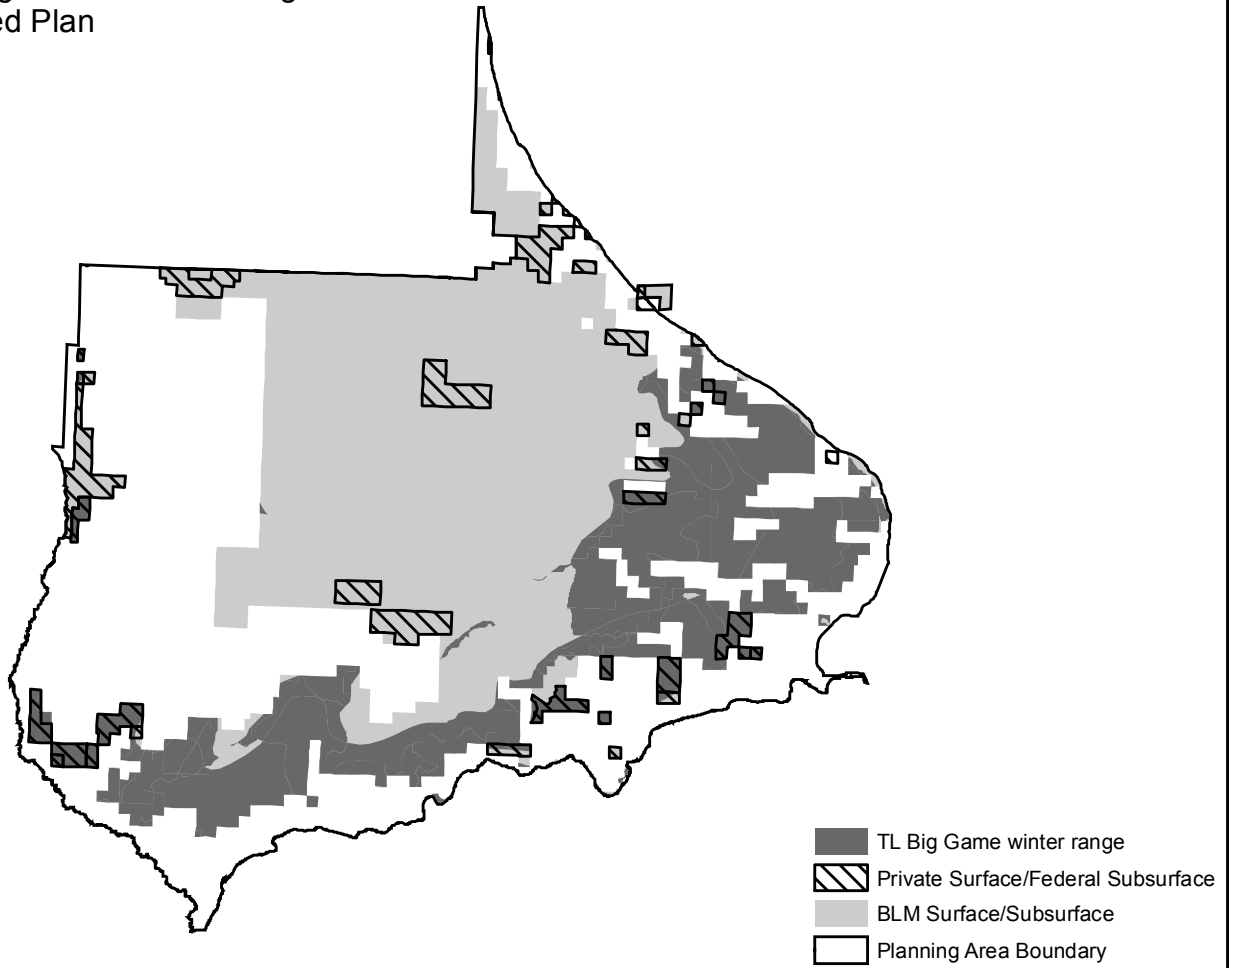 ed Plan
TL Big Game winter range
Private Surface/Federal Subsurface
BLM Surface/Subsurface
Planning Area Boundary